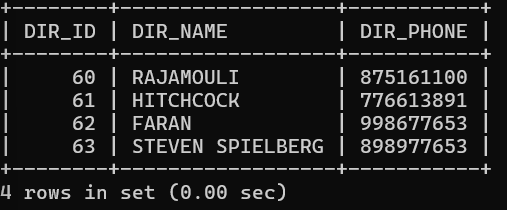 +--------+------------------+-----------+
| DIR_ID | DIR_NAME         | DIR_PHONE |
+--------+------------------+-----------+
|     60 | RAJAMOULI        | 875161100 |
|     61 | HITCHCOCK        | 776613891 |
|     62 | FARAN            | 998677653 |
|     63 | STEVEN SPIELBERG | 898977653 |
+--------+------------------+-----------+
4 rows in set (0.00 sec)